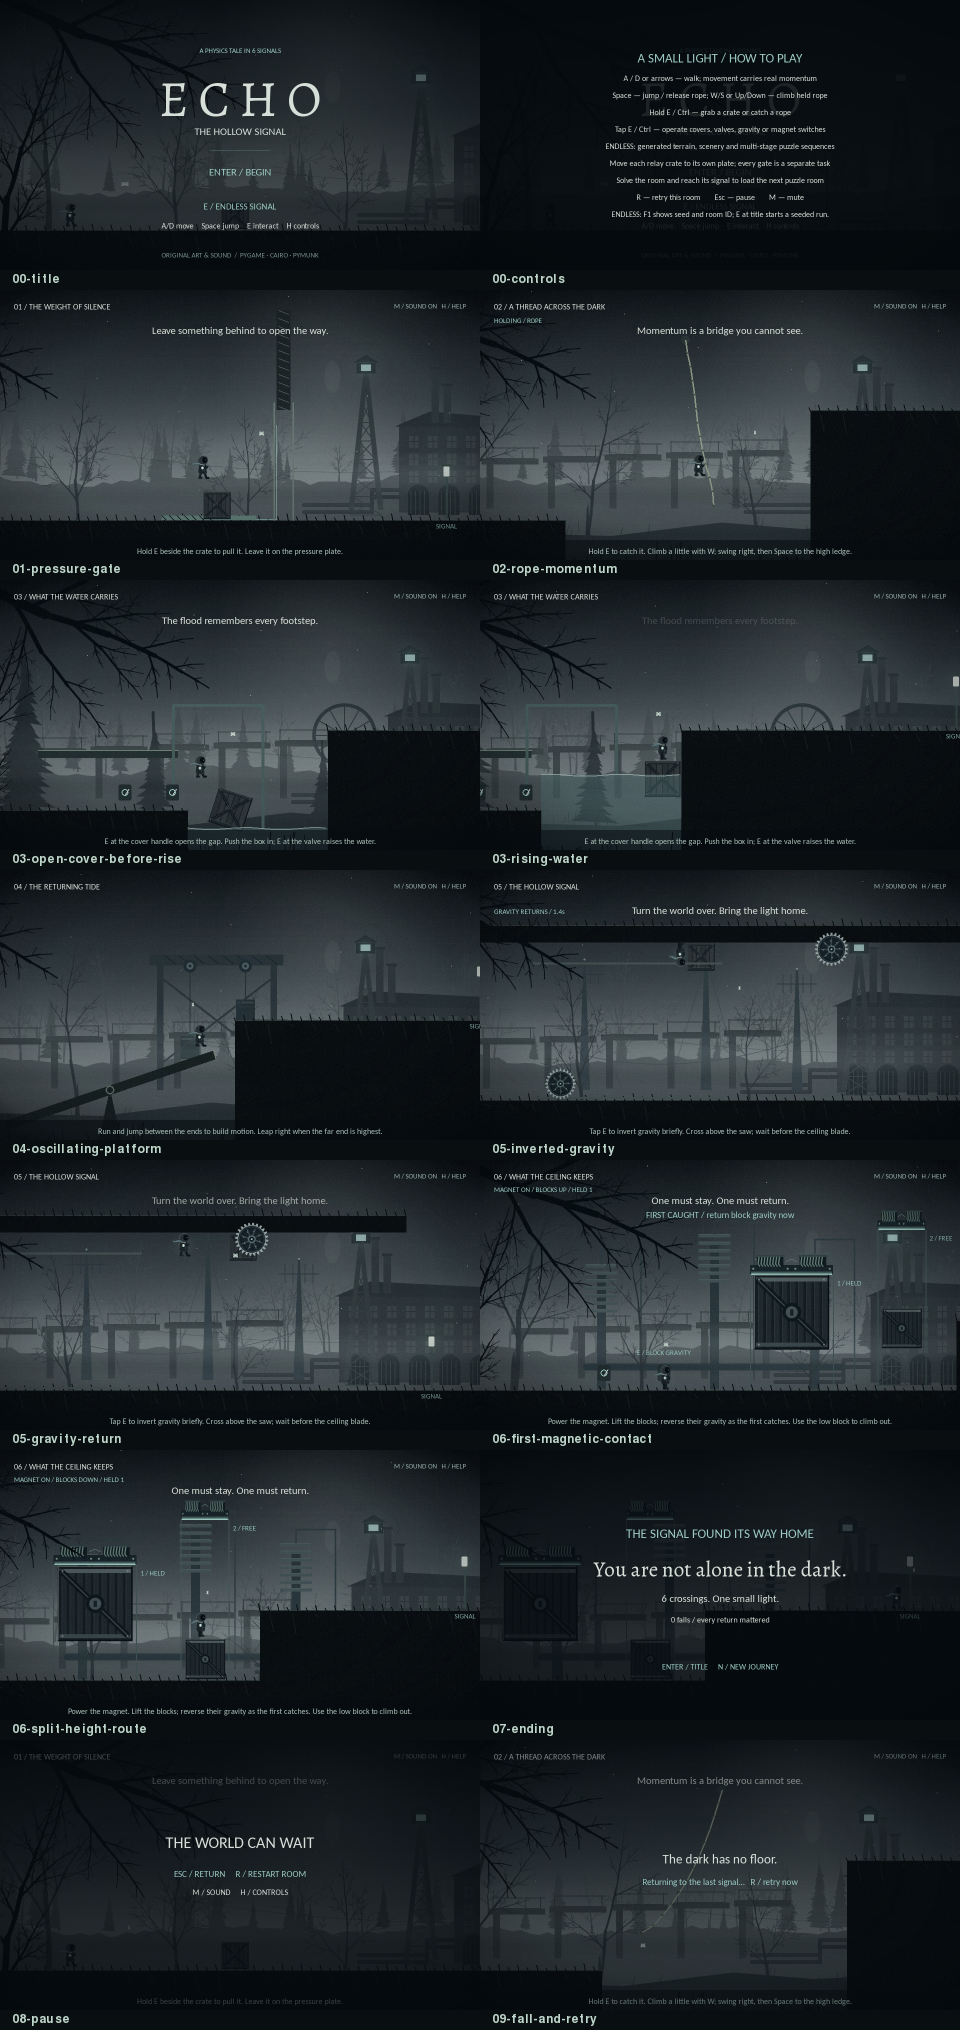 A PHYSICS TALE IN 6 SIGNALS
ECHO
THE HOLLOW SIGNAL
ENTER / BEGIN
E / ENDLESS SIGNAL
A/D move Space jump E interact H controls
ORIGINAL ART & SOUND / PYGAME · CAIRO · PYMUNK
00-title
A SMALL LIGHT / HOW TO PLAY
A / D or arrows — walk; movement carries real momentum
Space — jump / release rope; W/S or Up/Down — climb held rope
Hold E / Ctrl — grab a crate or catch a rope
Tap E / Ctrl — operate covers, valves, gravity or magnet switches
ENDLESS: generated terrain, scenery and multi-stage puzzle sequences
Move each relay crate to its own plate; every gate is a separate task
Solve the room and reach its signal to load the next puzzle room
R — retry this room Esc — pause M — mute
ENDLESS: F1 shows seed and room ID; E at title starts a seeded run.
00-controls
01 / THE WEIGHT OF SILENCE
M / SOUND ON H / HELP
Leave something behind to open the way.
SIGNAL
Hold E beside the crate to pull it. Leave it on the pressure plate.
01-pressure-gate
02 / A THREAD ACROSS THE DARK
M / SOUND ON H / HELP
HOLDING / ROPE
Momentum is a bridge you cannot see.
Hold E to catch it. Climb a little with W; swing right, then Space to the high ledge.
02-rope-momentum
03 / WHAT THE WATER CARRIES
M / SOUND ON H / HELP
The flood remembers every footstep.
E at the cover handle opens the gap. Push the box in; E at the valve raises the water.
03-open-cover-before-rise
03 / WHAT THE WATER CARRIES
M / SOUND ON H / HELP
The flood remembers every footstep.
SIGN
E at the cover handle opens the gap. Push the box in; E at the valve raises the water.
03-rising-water
04 / THE RETURNING TIDE
M / SOUND ON H / HELP
SIG
Run and jump between the ends to build motion. Leap right when the far end is highest.
04-oscillating-platform
05 / THE HOLLOW SIGNAL
M / SOUND ON H / HELP
GRAVITY RETURNS / 1.4s
Turn the world over. Bring the light home.
Tap E to invert gravity briefly. Cross above the saw; wait before the ceiling blade.
05-inverted-gravity
05 / THE HOLLOW SIGNAL
M / SOUND ON H / HELP
Turn the world over. Bring the light home.
SIGNAL
Tap E to invert gravity briefly. Cross above the saw; wait before the ceiling blade.
05-gravity-return
06 / WHAT THE CEILING KEEPS
M / SOUND ON H / HELP
MAGNET ON / BLOCKS UP / HELD 1
One must stay. One must return.
FIRST CAUGHT / return block gravity now
2 / FREE
1 / HELD
E / BLOCK GRAVITY
Power the magnet. Lift the blocks; reverse their gravity as the first catches. Use the low block to climb out.
06-first-magnetic-contact
06 / WHAT THE CEILING KEEPS
M / SOUND ON H / HELP
MAGNET ON / BLOCKS DOWN / HELD 1
One must stay. One must return.
2 / FREE
1 / HELD
SIGNAL
Power the magnet. Lift the blocks; reverse their gravity as the first catches. Use the low block to climb out.
06-split-height-route
THE SIGNAL FOUND ITS WAY HOME
You are not alone in the dark.
6 crossings. One small light.
SIGNAL
0 falls / every return mattered
ENTER / TITLE N / NEW JOURNEY
07-ending
01 / THE WEIGHT OF SILENCE
M / SOUND ON H / HELP
Leave something behind to open the way.
THE WORLD CAN WAIT
ESC / RETURN R / RESTART ROOM
M / SOUND H / CONTROLS
Hold E beside the crate to pull it. Leave it on the pressure plate.
08-pause
02 / A THREAD ACROSS THE DARK
M / SOUND ON H / HELP
Momentum is a bridge you cannot see.
The dark has no floor.
Returning to the last signal... R / retry now
Hold E to catch it. Climb a little with W; swing right, then Space to the high ledge.
09-fall-and-retry